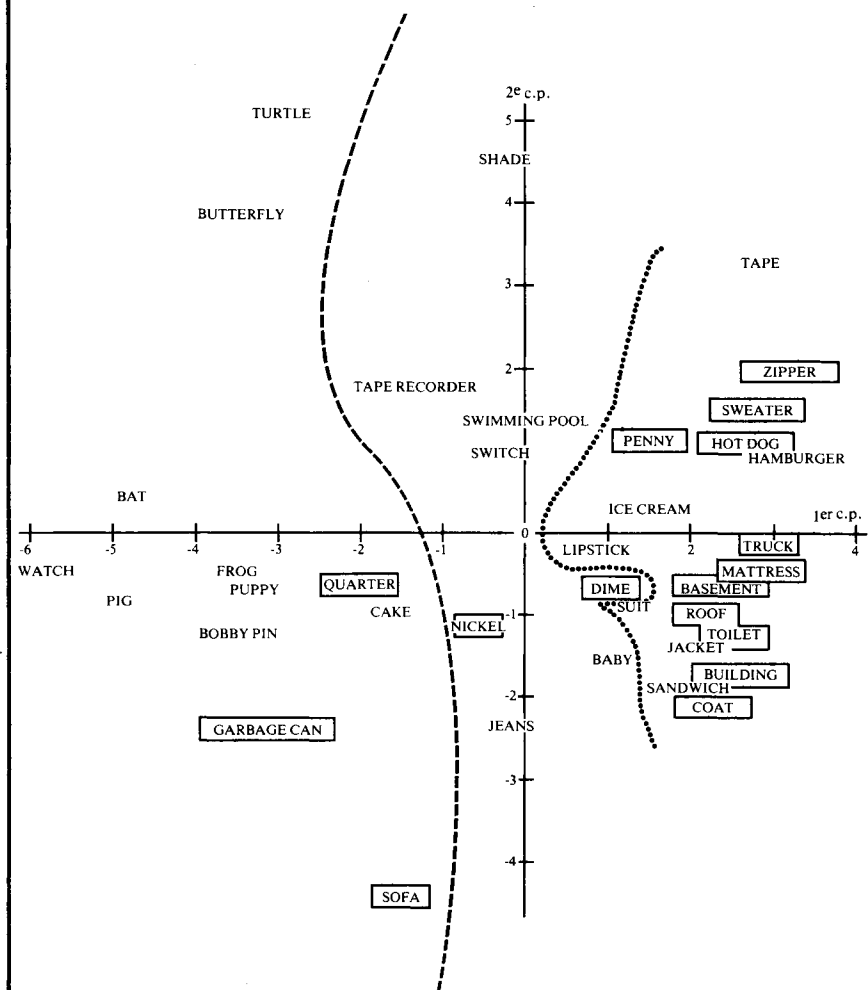 2e c.p.
5
TURTLE
SHADE
4
BUTTERFLY
3
TAPE
2
ZIPPER
TAPE RECORDER
SWEATER
SWIMMING POOL
PENNY
HOT DOG
SWITCH
HAMBURGER
BAT
ICE CREAM
1er c.p.
-6 -5 -4 -3 -2 -1 0 2 4
TRUCK
LIPSTICK
WATCH
FROG
MATTRESS
PUPPY
QUARTER
DIME
BASEMENT
PIG
CAKE
-1
SUIT
ROOF
NICKEL
BOBBY PIN
TOILET
JACKET
BABY
BUILDING
SANDWICH
-2
COAT
GARBAGE CAN
JEANS
-3
-4
SOFA